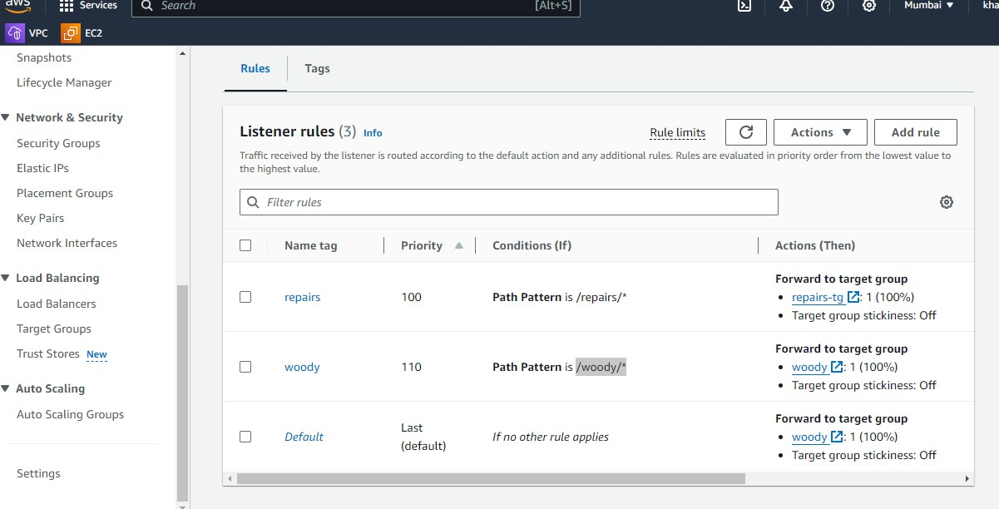 aws
Services
Search
[Alt+S]
Mumbai ▼
kha
VPC
EC2
Snapshots
Lifecycle Manager
Network & Security
Security Groups
Elastic IPs
Placement Groups
Key Pairs
Network Interfaces
Load Balancing
Load Balancers
Target Groups
Trust Stores New
Auto Scaling
Auto Scaling Groups
Settings
Rules
Tags
Listener rules (3) Info
Rule limits
Actions ▼
Add rule
Traffic received by the listener is routed according to the default action and any additional rules. Rules are evaluated in priority order from the lowest value to
the highest value.
Filter rules
Name tag
Priority
Conditions (If)
Actions (Then)
repairs
100
Path Pattern is /repairs/*
Forward to target group
• repairs-tg : 1 (100%)
• Target group stickiness: Off
woody
110
Path Pattern is /woody/*
Forward to target group
• woody : 1 (100%)
• Target group stickiness: Off
Default
Last
(default)
If no other rule applies
Forward to target group
• woody : 1 (100%)
• Target group stickiness: Off